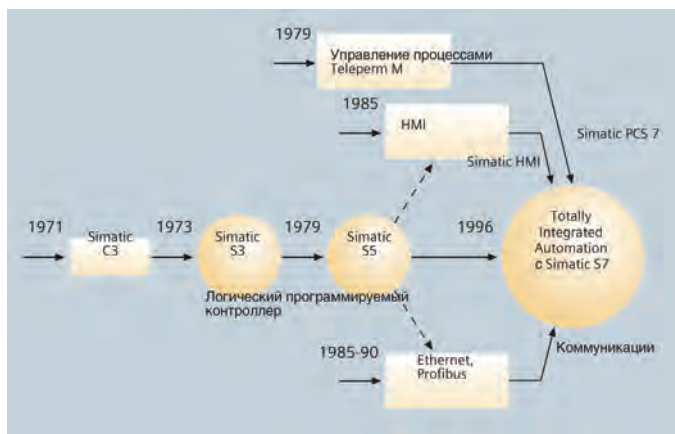 1979
Управление процессами
Teleperm M
1985
HMI
Simatic PCS 7
Simatic HMI
1971
Simatic
C3
1973
Simatic
S3
1979
Simatic
S5
1996
Totally
Integrated
Automation
с Simatic S7
Логический программируемый
контроллер
1985-90
Ethernet,
Profibus
Коммуникации